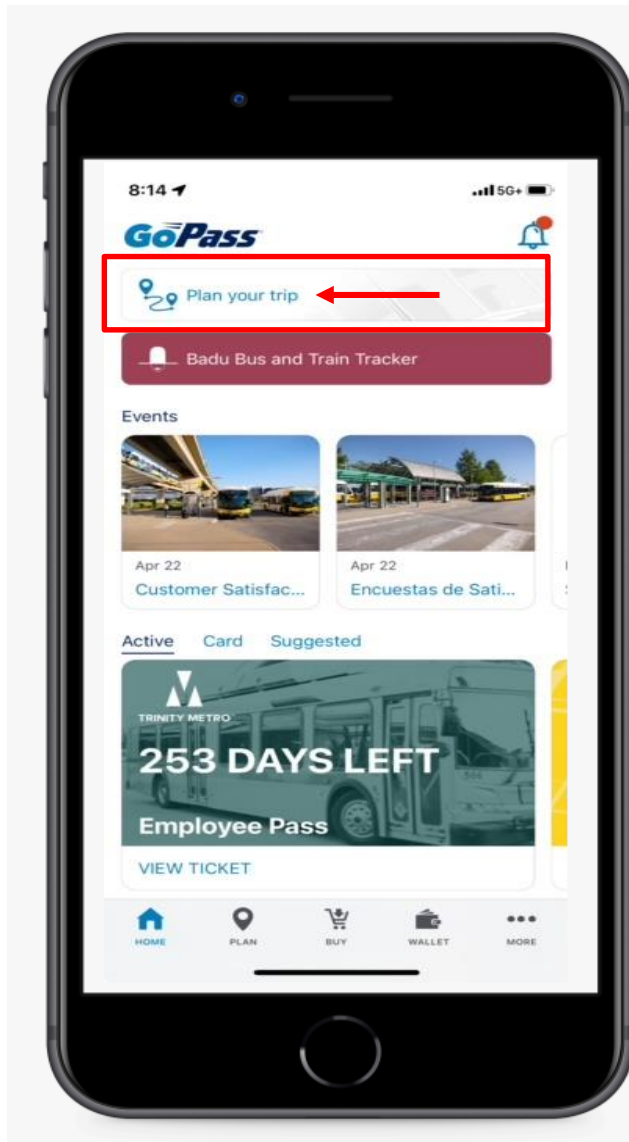 8:14
5G+
GoPass
Plan your trip
Badu Bus and Train Tracker
Events
Apr 22
Customer Satisfac...
Apr 22
Encuestas de Sati...
Active Card Suggested
TRINITY METRO
253 DAYS LEFT
Employee Pass
VIEW TICKET
HOME PLAN BUY WALLET MORE